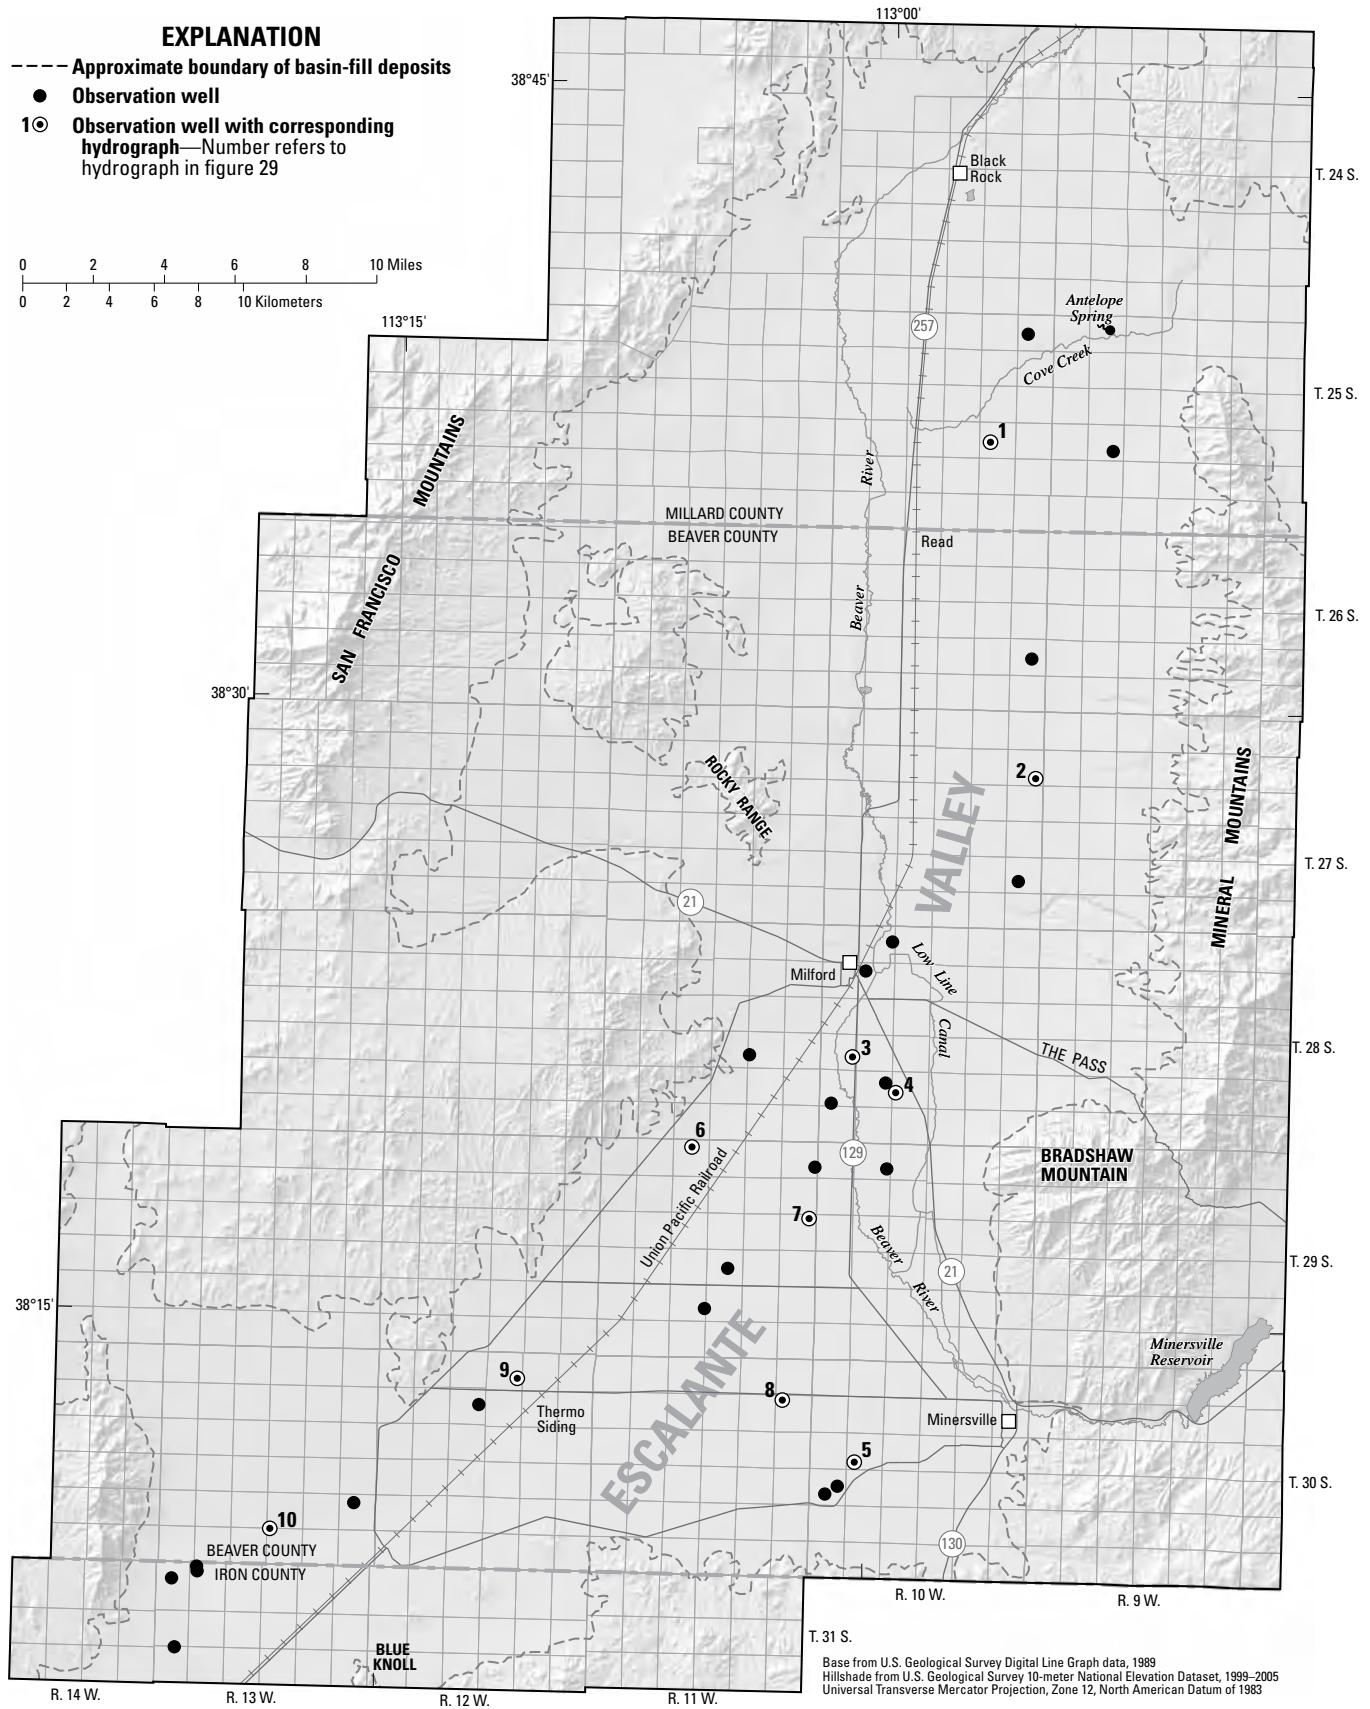 EXPLANATION
Approximate boundary of basin-fill deposits
Observation well
1 Observation well with corresponding
hydrograph—Number refers to
hydrograph in figure 29
0 2 4 6 8 10 Miles
0 2 4 6 8 10 Kilometers
113°00'
38°45'
Black
Rock
T. 24 S.
113°15'
Antelope
Spring
257
Cove Creek
T. 25 S.
1
MOUNTAINS
River
MILLARD COUNTY
BEAVER COUNTY
Read
SAN FRANCISCO
Beaver
T. 26 S.
38°30'
ROCKY RANGE
2
VALLEY
MINERAL MOUNTAINS
T. 27 S.
21
Milford
Low Line
Canal
3
THE PASS
T. 28 S.
4
6
129
BRADSHAW
MOUNTAIN
Union Pacific Railroad
7
Beaver
River
21
T. 29 S.
38°15'
ESCALANTE
Minersville
Reservoir
9
8
Thermo
Siding
Minersville
5
T. 30 S.
10
130
BEAVER COUNTY
IRON COUNTY
R. 10 W.
R. 9 W.
T. 31 S.
BLUE
KNOLL
R. 14 W.
R. 13 W.
R. 12 W.
R. 11 W.
Base from U.S. Geological Survey Digital Line Graph data, 1989
Hillshade from U.S. Geological Survey 10-meter National Elevation Dataset, 1999–2005
Universal Transverse Mercator Projection, Zone 12, North American Datum of 1983